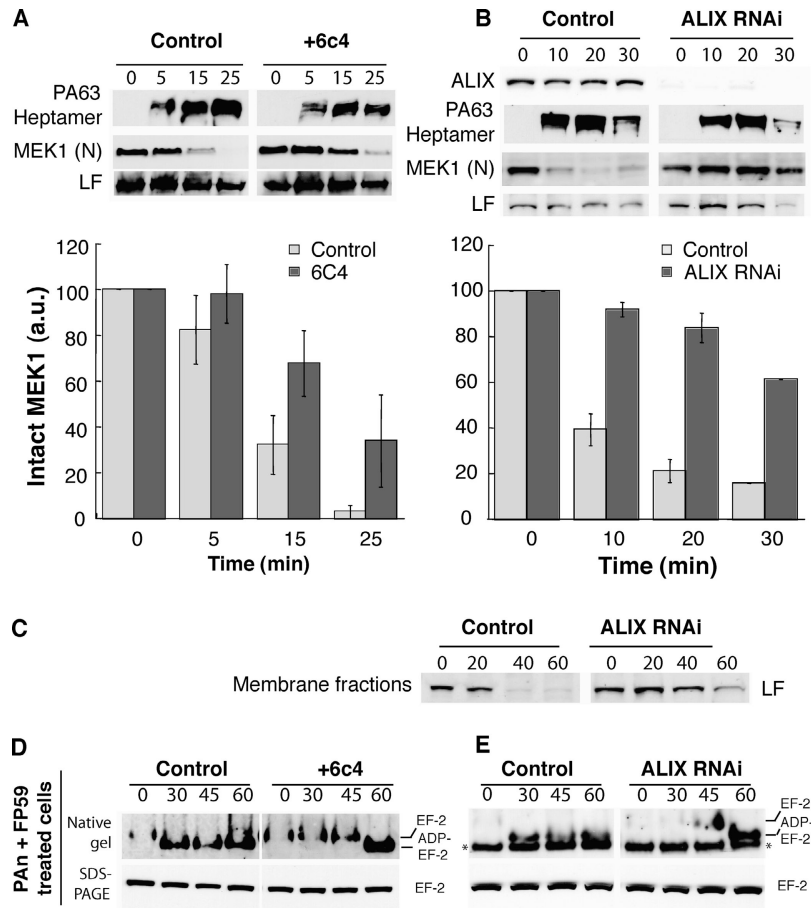 A
Control +6c4
0 5 15 25 0 5 15 25
PA63
Heptamer
MEK1 (N)
LF
120
100
80
60
40
20
0
Intact MEK1 (a.u.)
Control
6C4
0 5 15 25
Time (min)
B
Control ALIX RNAi
0 10 20 30 0 10 20 30
ALIX
PA63
Heptamer
MEK1 (N)
LF
120
100
80
60
40
20
0
Control
ALIX RNAi
0 10 20 30
Time (min)
C
Control ALIX RNAi
0 20 40 60 0 20 40 60
Membrane fractions LF
D
PAn + FP59
treated cells
Control +6c4
0 30 45 60 0 30 45 60
Native
gel
EF-2
ADP-
EF-2
SDS-
PAGE
EF-2
E
Control ALIX RNAi
0 30 45 60 0 30 45 60
* *
EF-2
ADP-
EF-2
EF-2